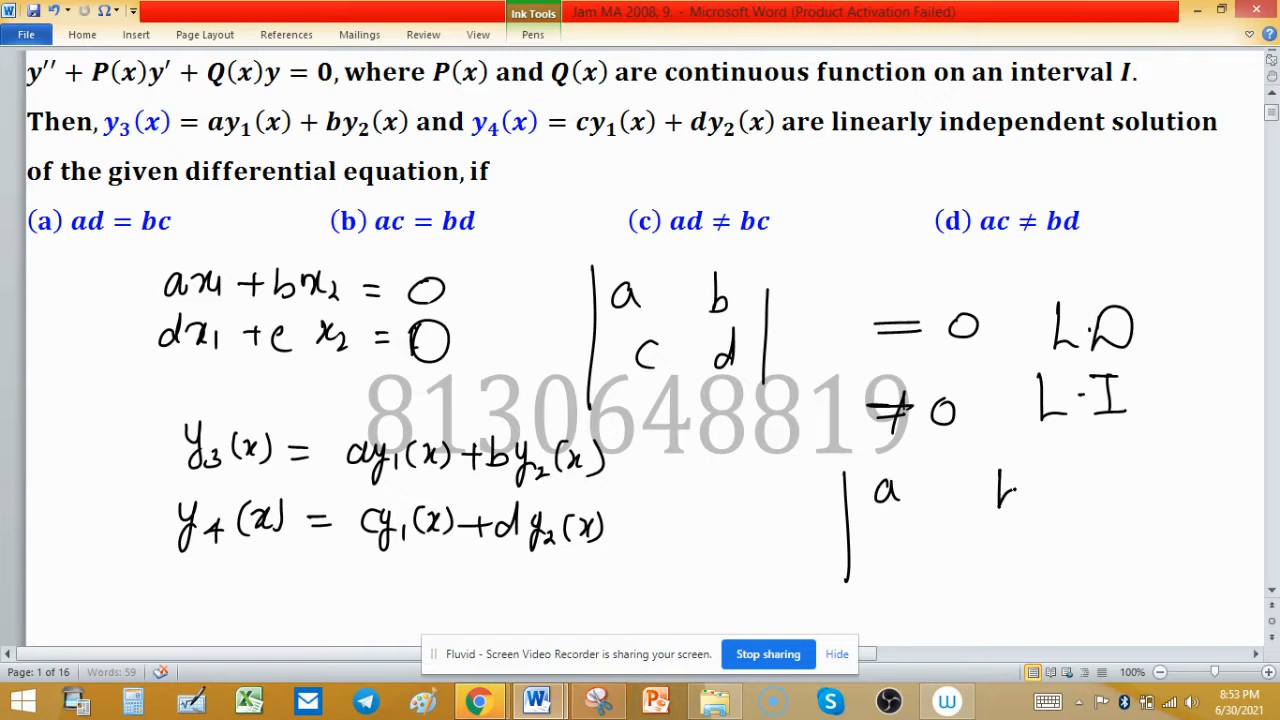 Ink Tools
Jam MA 2008, 9. - Microsoft Word (Product Activation Failed)
File Home Insert Page Layout References Mailings Review View Pens
y′′ + P(x)y′ + Q(x)y = 0, where P(x) and Q(x) are continuous function on an interval I.
Then, y₃(x) = ay₁(x) + by₂(x) and y₄(x) = cy₁(x) + dy₂(x) are linearly independent solution
of the given differential equation, if
(a) ad = bc (b) ac = bd (c) ad ≠ bc (d) ac ≠ bd
ax₁ + bx₂ = 0
dx₁ + e x₂ = 0
a b
c d
= 0 L.D
≠ 0 L.I
8130648819
y₃(x) = ay₁(x)+by₂(x)
y₄(x) = cy₁(x)+dy₂(x)
a
Fluvid - Screen Video Recorder is sharing your screen. Stop sharing Hide
Page: 1 of 16 Words: 59 100%
8:53 PM
6/30/2021